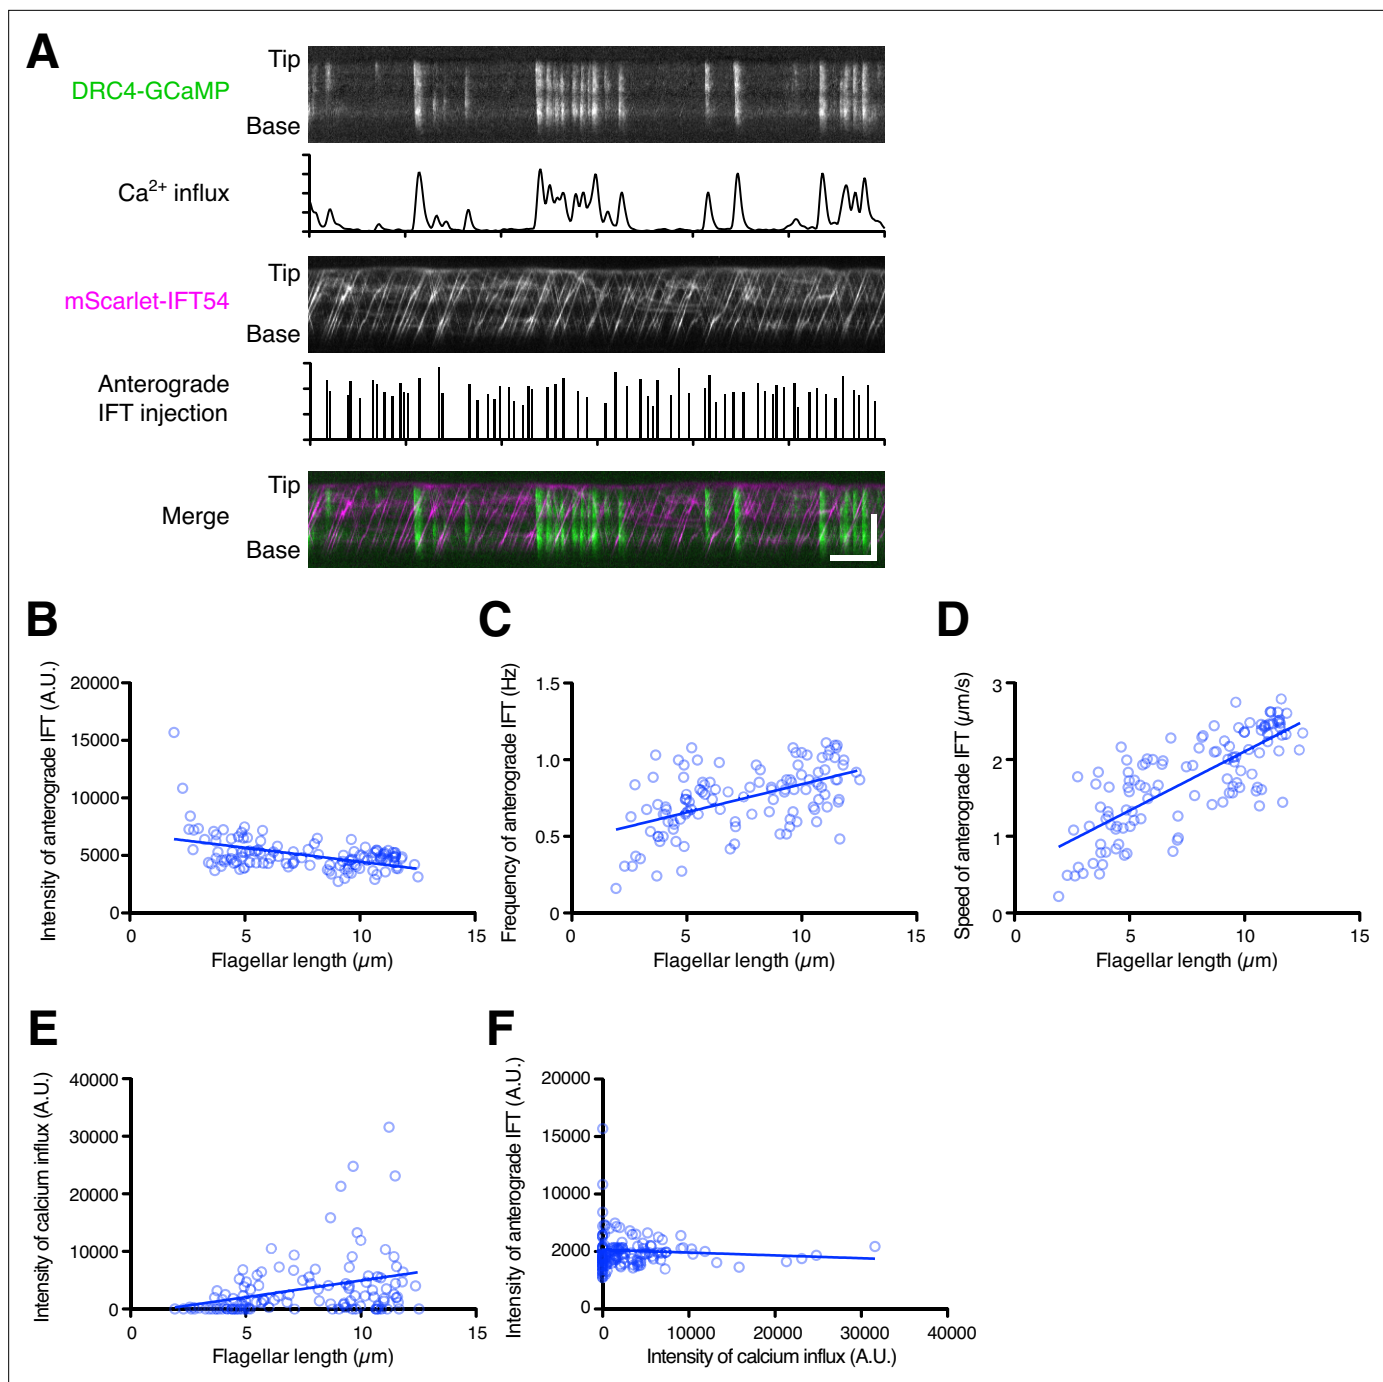 A
Tip
DRC4-GCaMP
Base
Ca²⁺ influx
Tip
mScarlet-IFT54
Base
Anterograde
IFT injection
Tip
Merge
Base
B
Intensity of anterograde IFT (A.U.)
20000
15000
10000
5000
0
0 5 10 15
Flagellar length (µm)
C
Frequency of anterograde IFT (Hz)
1.5
1.0
0.5
0
0 5 10 15
Flagellar length (µm)
D
Speed of anterograde IFT (µm/s)
3
2
1
0
0 5 10 15
Flagellar length (µm)
E
Intensity of calcium influx (A.U.)
40000
30000
20000
10000
0
0 5 10 15
Flagellar length (µm)
F
Intensity of anterograde IFT (A.U.)
20000
15000
10000
2000
0
0 10000 20000 30000 40000
Intensity of calcium influx (A.U.)